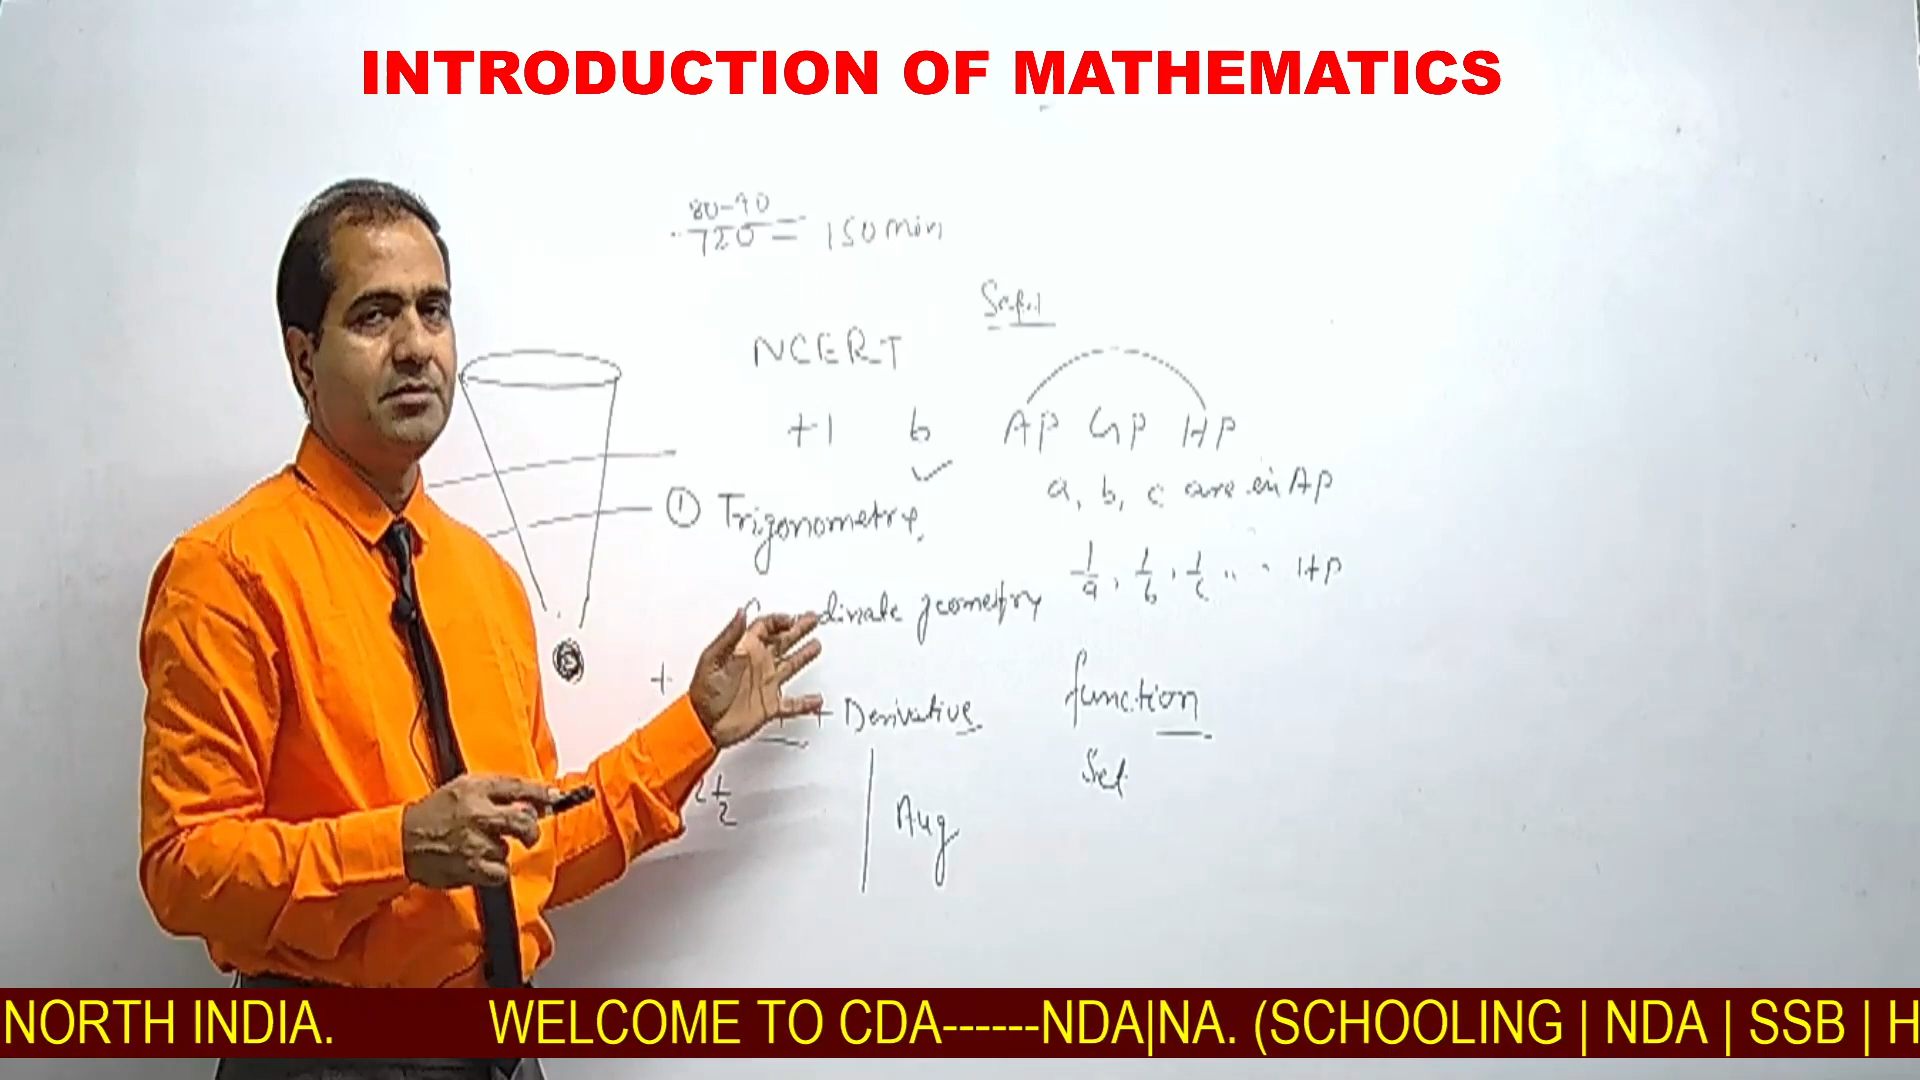 INTRODUCTION OF MATHEMATICS
80-90
720 = 150 min
NCERT
+1 b AP GP HP
a, b, c are in AP
① Trigonometry,
1/a, 1/b, 1/c .. . HP
dinate geometry
+
+ Derivative
function
Set
1/2
Aug
NORTH INDIA. WELCOME TO CDA------NDA|NA. (SCHOOLING | NDA | SSB | H